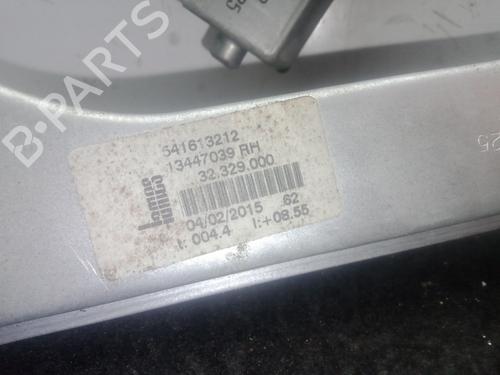 B-PARTS
541613212
13447039 RH
32.329.000
04/02/2015 62
t: 004.4 I:+08.55